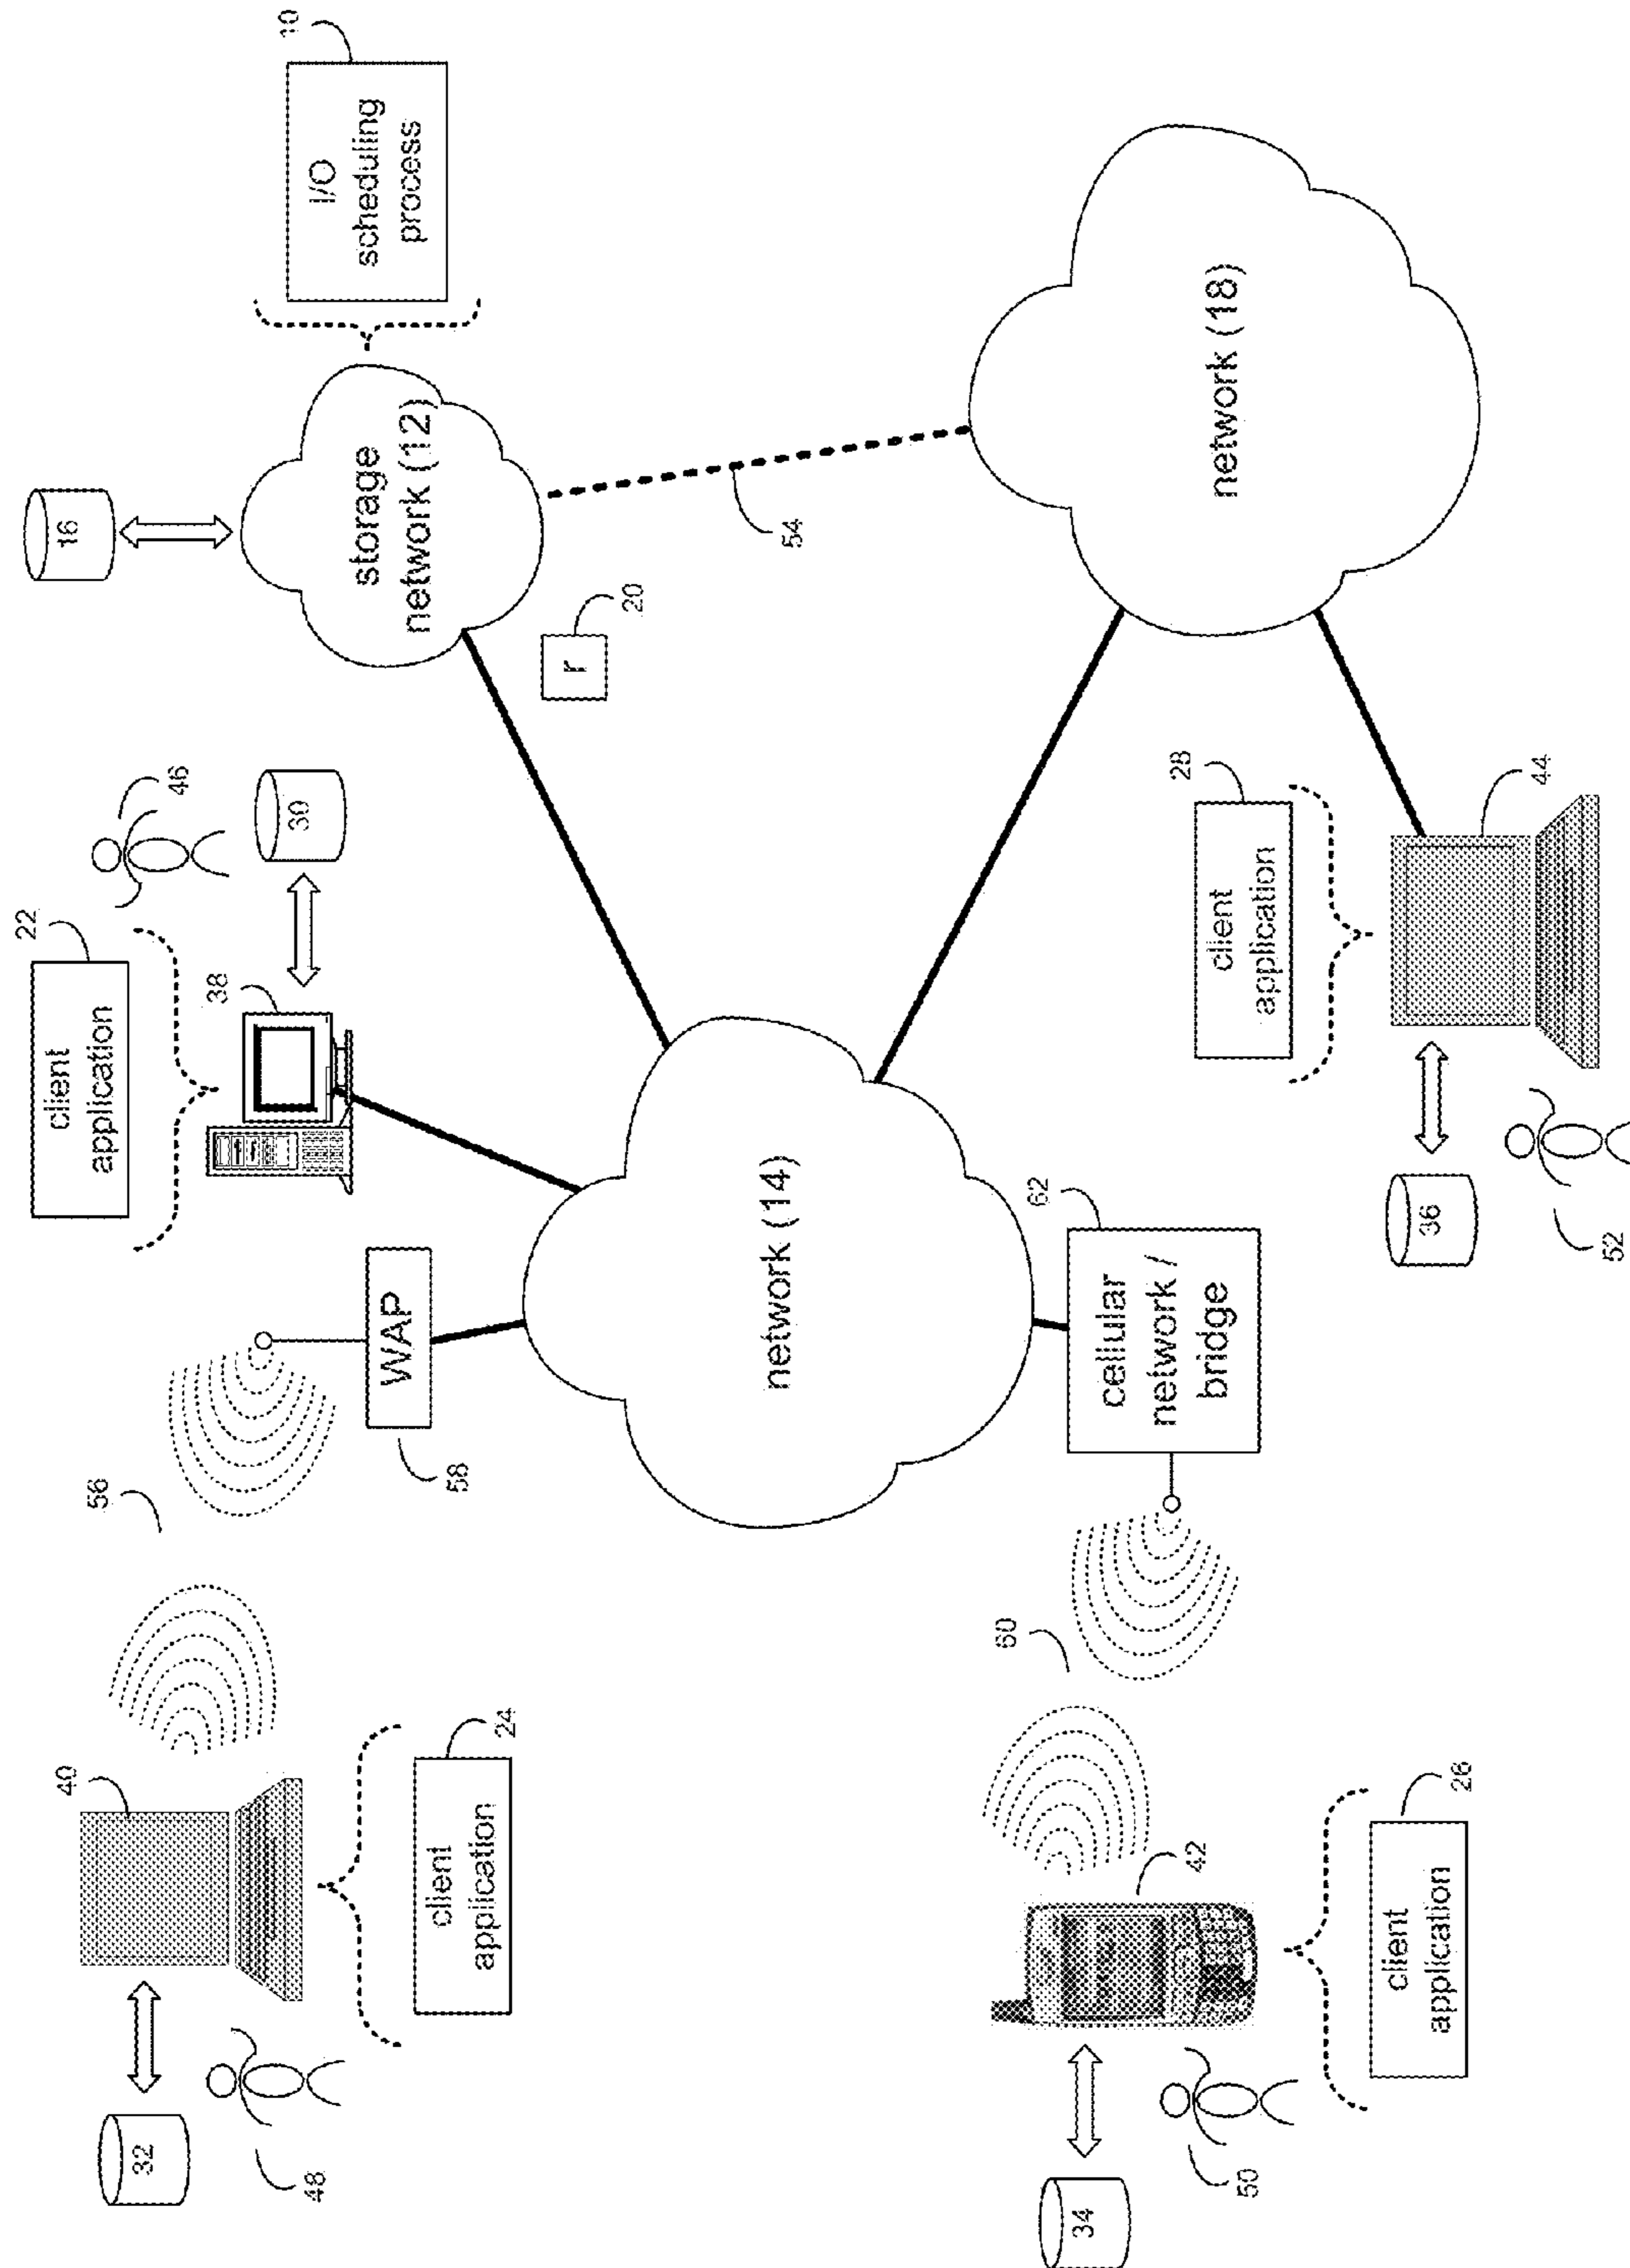 32
48
40
24
client
application
56
WAP
58
22
client
application
38
46
30
16
10
I/O
scheduling
process
storage
network (12)
r
20
54
network (14)
network (18)
34
50
42
26
client
application
60
62
cellular
network /
bridge
28
client
application
36
52
44